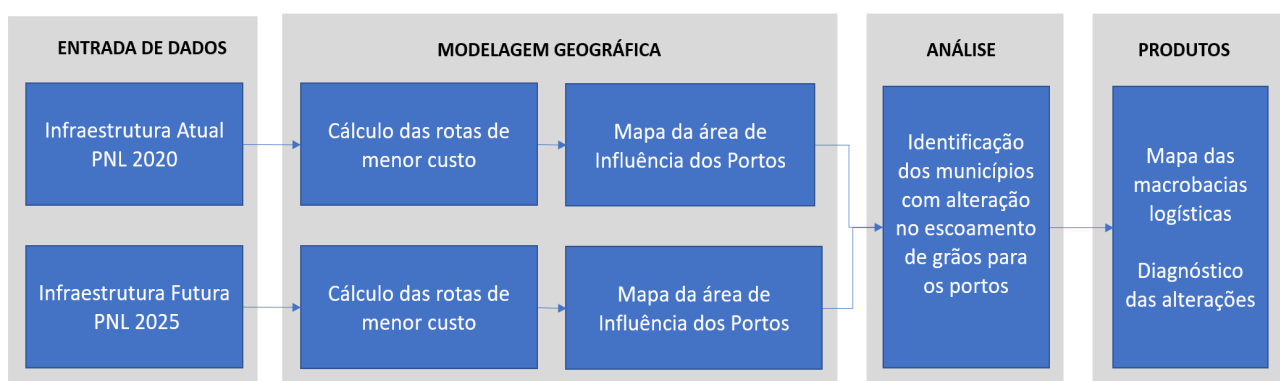 ENTRADA DE DADOS
Infraestrutura Atual
PNL 2020
Infraestrutura Futura
PNL 2025
MODELAGEM GEOGRÁFICA
Cálculo das rotas de
menor custo
Mapa da área de
Influência dos Portos
Cálculo das rotas de
menor custo
Mapa da área de
Influência dos Portos
ANÁLISE
Identificação
dos municípios
com alteração
no escoamento
de grãos para
os portos
PRODUTOS
Mapa das
macrobacias
logísticas
Diagnóstico
das alterações